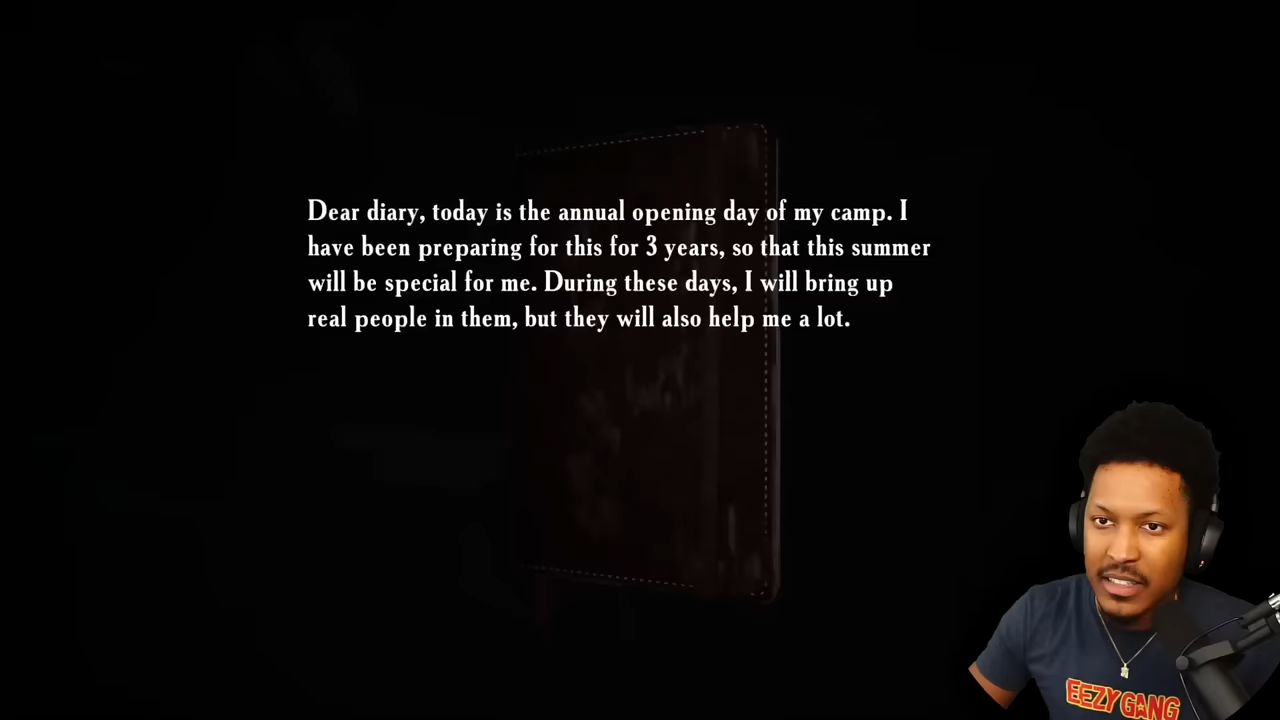 Dear diary, today is the annual opening day of my camp. I
have been preparing for this for 3 years, so that this summer
will be special for me. During these days, I will bring up
real people in them, but they will also help me a lot.
EEZY GANG